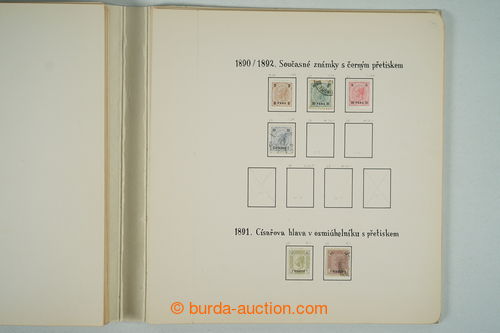 1890/1892. Současné známky s černým přetiskem
1891. Císařova hlava v osmiúhelníku s přetiskem
© burda-auction.com